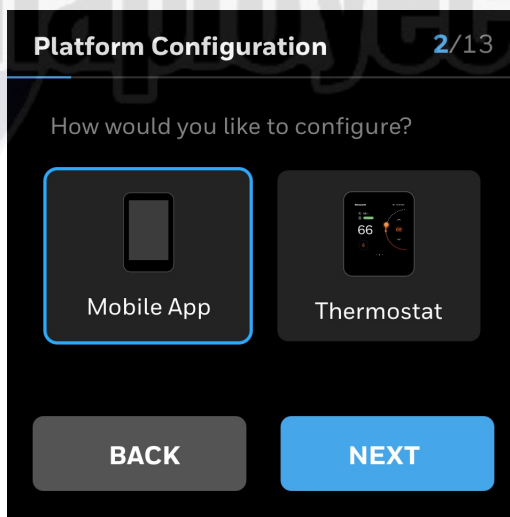 Platform Configuration 2/13
How would you like to configure?
66
Mobile App
Thermostat
BACK
NEXT